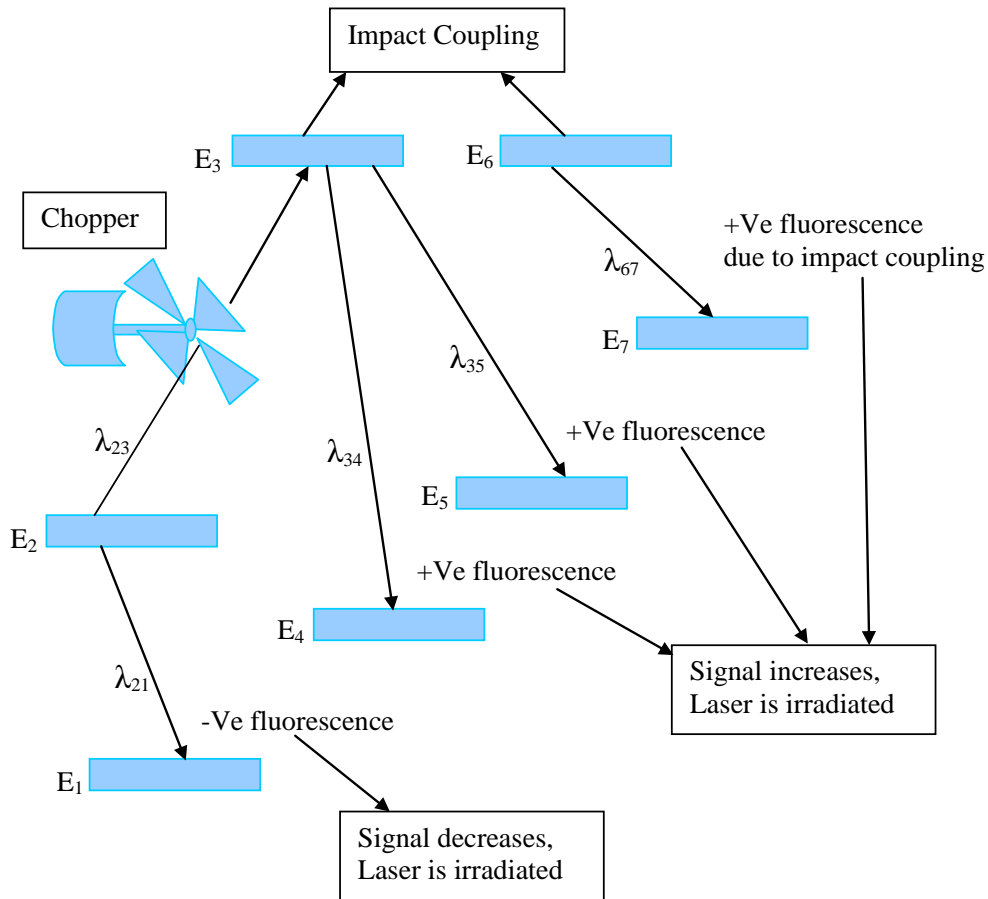 Impact Coupling
E₃
E₆
Chopper
+Ve fluorescence
due to impact coupling
λ₆₇
E₇
λ₃₅
λ₂₃
λ₃₄
+Ve fluorescence
E₅
E₂
+Ve fluorescence
E₄
λ₂₁
Signal increases,
Laser is irradiated
-Ve fluorescence
E₁
Signal decreases,
Laser is irradiated